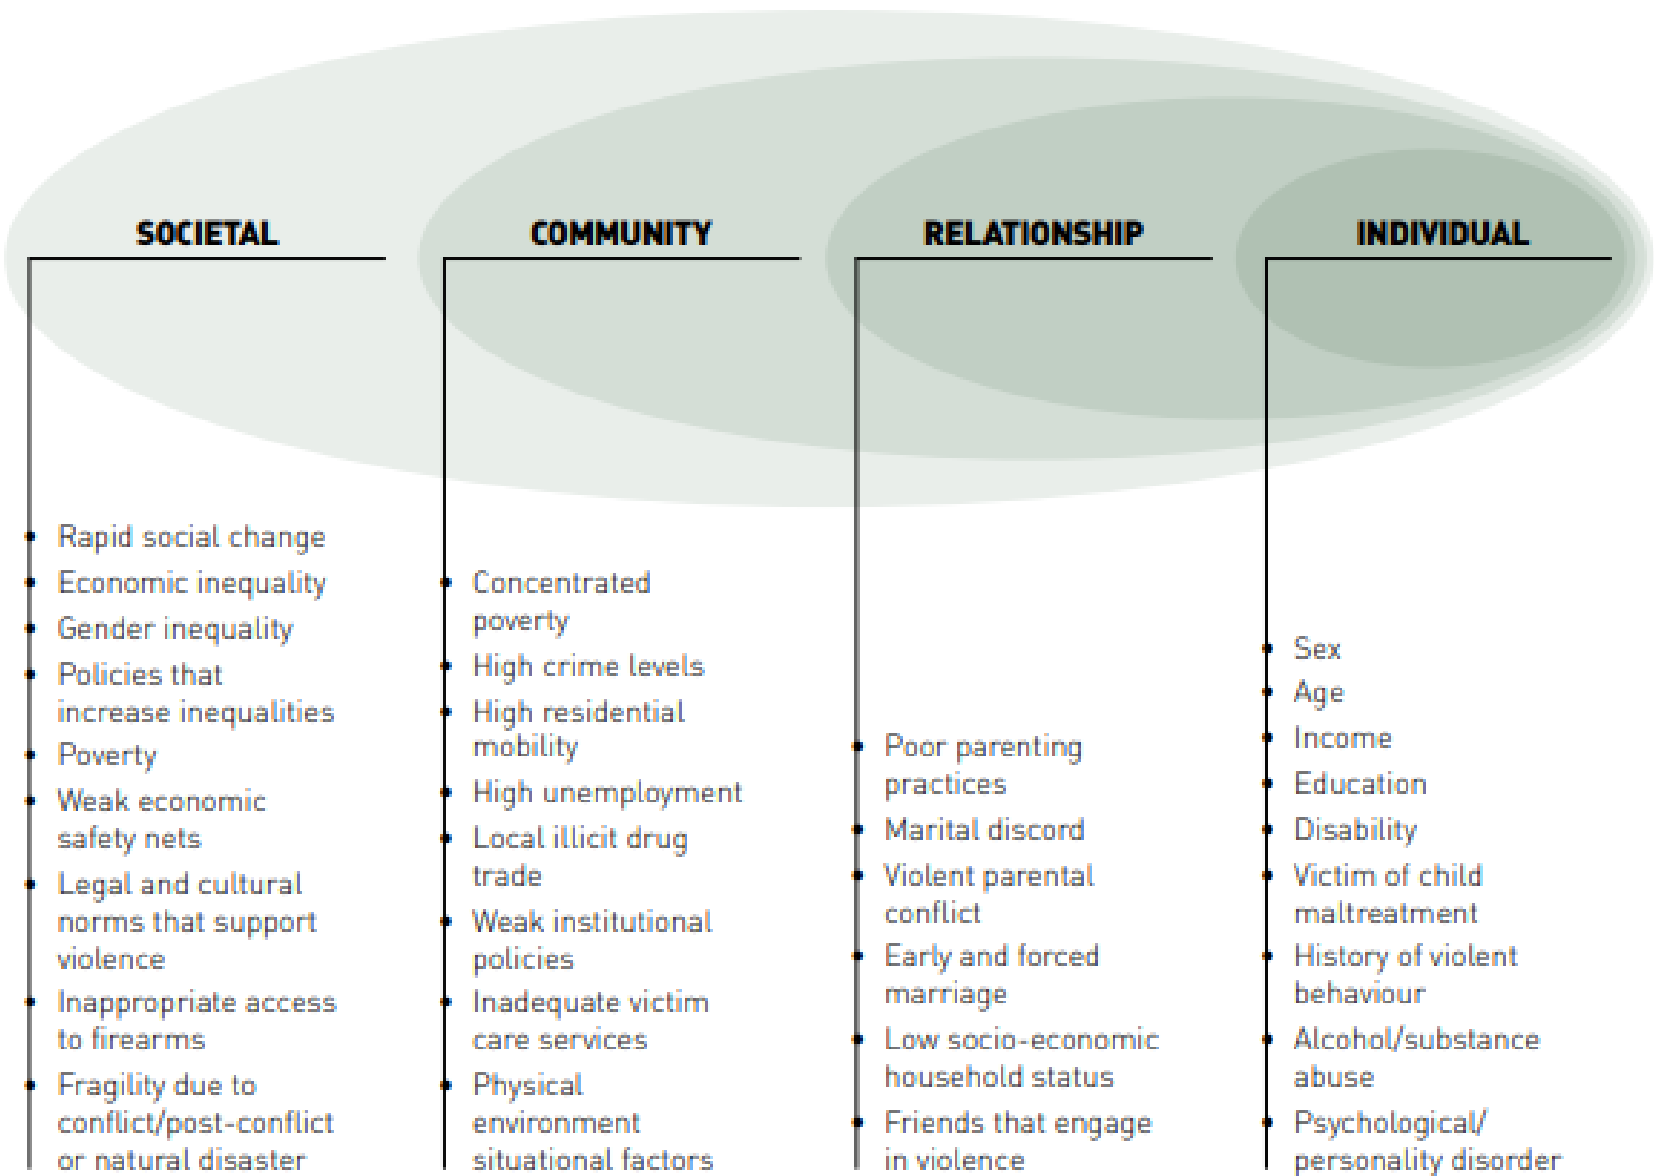 SOCIETAL
Rapid social change
Economic inequality
Gender inequality
Policies that
increase inequalities
Poverty
Weak economic
safety nets
Legal and cultural
norms that support
violence
Inappropriate access
to firearms
Fragility due to
conflict/post-conflict
or natural disaster
COMMUNITY
Concentrated
poverty
High crime levels
High residential
mobility
High unemployment
Local illicit drug
trade
Weak institutional
policies
Inadequate victim
care services
Physical
environment
situational factors
RELATIONSHIP
Poor parenting
practices
Marital discord
Violent parental
conflict
Early and forced
marriage
Low socio-economic
household status
Friends that engage
in violence
INDIVIDUAL
Sex
Age
Income
Education
Disability
Victim of child
maltreatment
History of violent
behaviour
Alcohol/substance
abuse
Psychological/
personality disorder